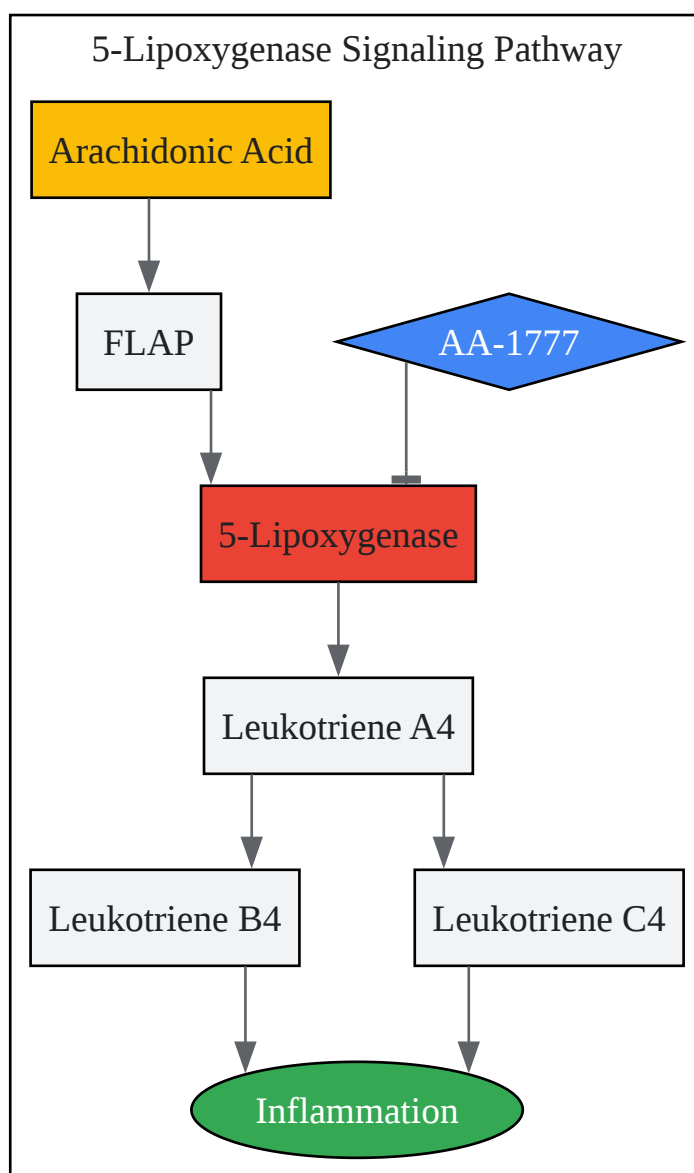 5-Lipoxygenase Signaling Pathway
Arachidonic Acid
FLAP
AA-1777
5-Lipoxygenase
Leukotriene A4
Leukotriene B4
Leukotriene C4
Inflammation